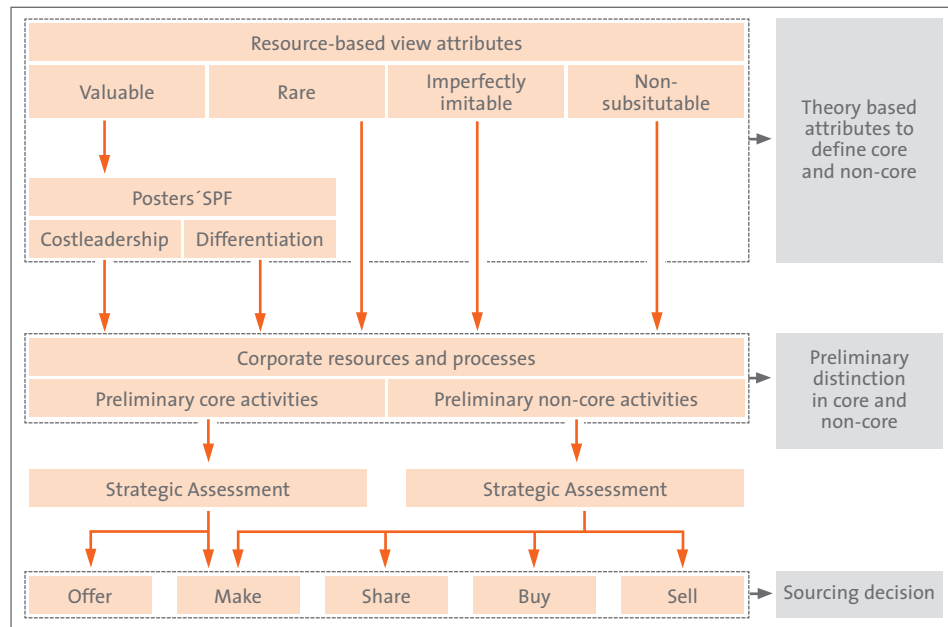 Resource-based view attributes
Valuable
Rare
Imperfectly
imitable
Non-
subsitutable
Theory based
attributes to
define core
and non-core
Posters´SPF
Costleadership
Differentiation
Corporate resources and processes
Preliminary core activities
Preliminary non-core activities
Preliminary
distinction
in core and
non-core
Strategic Assessment
Strategic Assessment
Offer
Make
Share
Buy
Sell
Sourcing decision